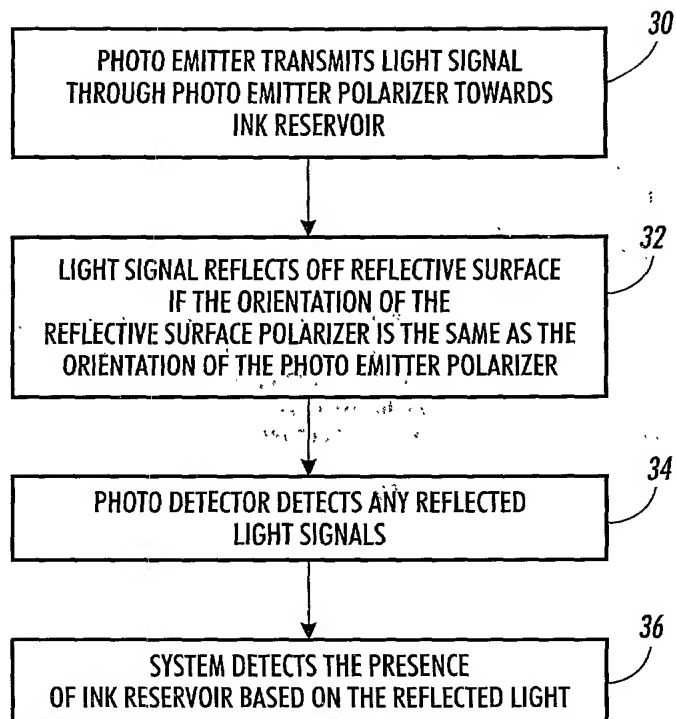 30
PHOTO EMITTER TRANSMITS LIGHT SIGNAL
THROUGH PHOTO EMITTER POLARIZER TOWARDS
INK RESERVOIR
32
LIGHT SIGNAL REFLECTS OFF REFLECTIVE SURFACE
IF THE ORIENTATION OF THE
REFLECTIVE SURFACE POLARIZER IS THE SAME AS THE
ORIENTATION OF THE PHOTO EMITTER POLARIZER
34
PHOTO DETECTOR DETECTS ANY REFLECTED
LIGHT SIGNALS
36
SYSTEM DETECTS THE PRESENCE
OF INK RESERVOIR BASED ON THE REFLECTED LIGHT